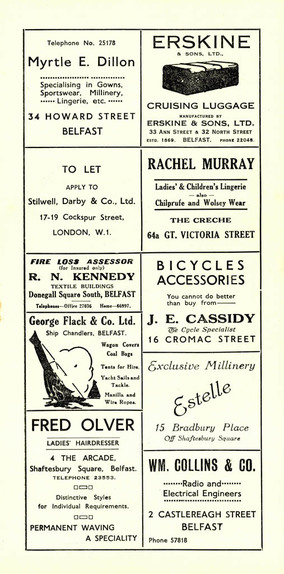 Telephone No. 25178
Myrtle E. Dillon
Specialising in Gowns,
Sportswear, Millinery,
Lingerie, etc.
34 HOWARD STREET
BELFAST
TO LET
APPLY TO
Stilwell, Darby & Co., Ltd.
17-19 Cockspur Street,
LONDON, W.1.
FIRE LOSS ASSESSOR
(for Insured only)
R. N. KENNEDY
TEXTILE BUILDINGS
Donegall Square South, BELFAST
Telephones—Office 27636 Home—66997.
George Flack & Co. Ltd.
Ship Chandlers, BELFAST.
Wagon Covers
Coal Bags
Tents for Hire
Yacht Sails and
Tackle.
Manilla and
Wire Ropes.
FRED OLVER
LADIES' HAIRDRESSER
4 THE ARCADE,
Shaftesbury Square, Belfast.
TELEPHONE 23553.
Distinctive Styles
for Individual Requirements.
PERMANENT WAVING
A SPECIALITY
ERSKINE
& SONS, LTD.,
CRUISING LUGGAGE
MANUFACTURED BY
ERSKINE & SONS, LTD.
33 ANN STREET & 32 NORTH STREET
ESTD. 1869. BELFAST. PHONE 22048.
RACHEL MURRAY
Ladies' & Children's Lingerie
— also —
Chilprufe and Wolsey Wear
THE CRECHE
64a GT. VICTORIA STREET
BICYCLES
ACCESSORIES
You cannot do better
than buy from——
J. E. CASSIDY
The Cycle Specialist
16 CROMAC STREET
Exclusive Millinery
Estelle
15 Bradbury Place
Off Shaftesbury Square
WM. COLLINS & CO.
Radio and
Electrical Engineers
2 CASTLEREAGH STREET
BELFAST
Phone 57818